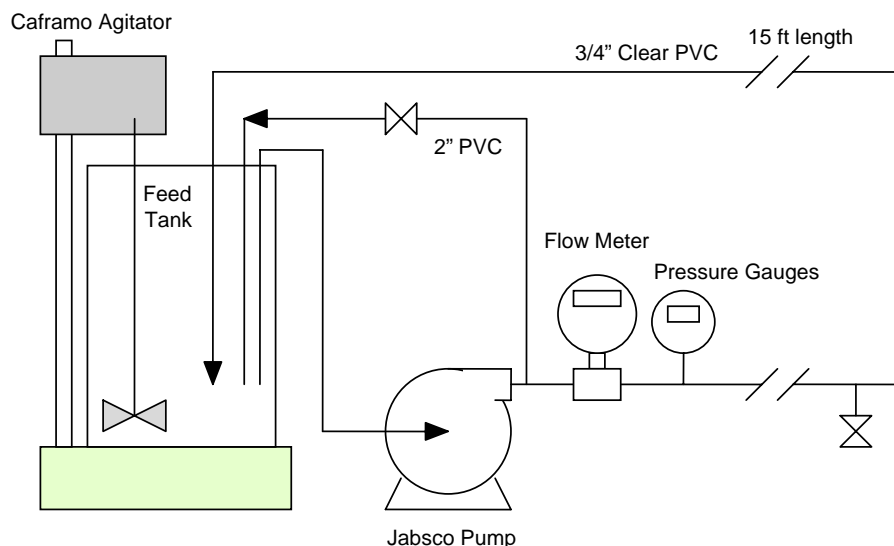 Caframo Agitator
15 ft length
3/4” Clear PVC
2” PVC
Feed
Tank
Flow Meter
Pressure Gauges
Jabsco Pump